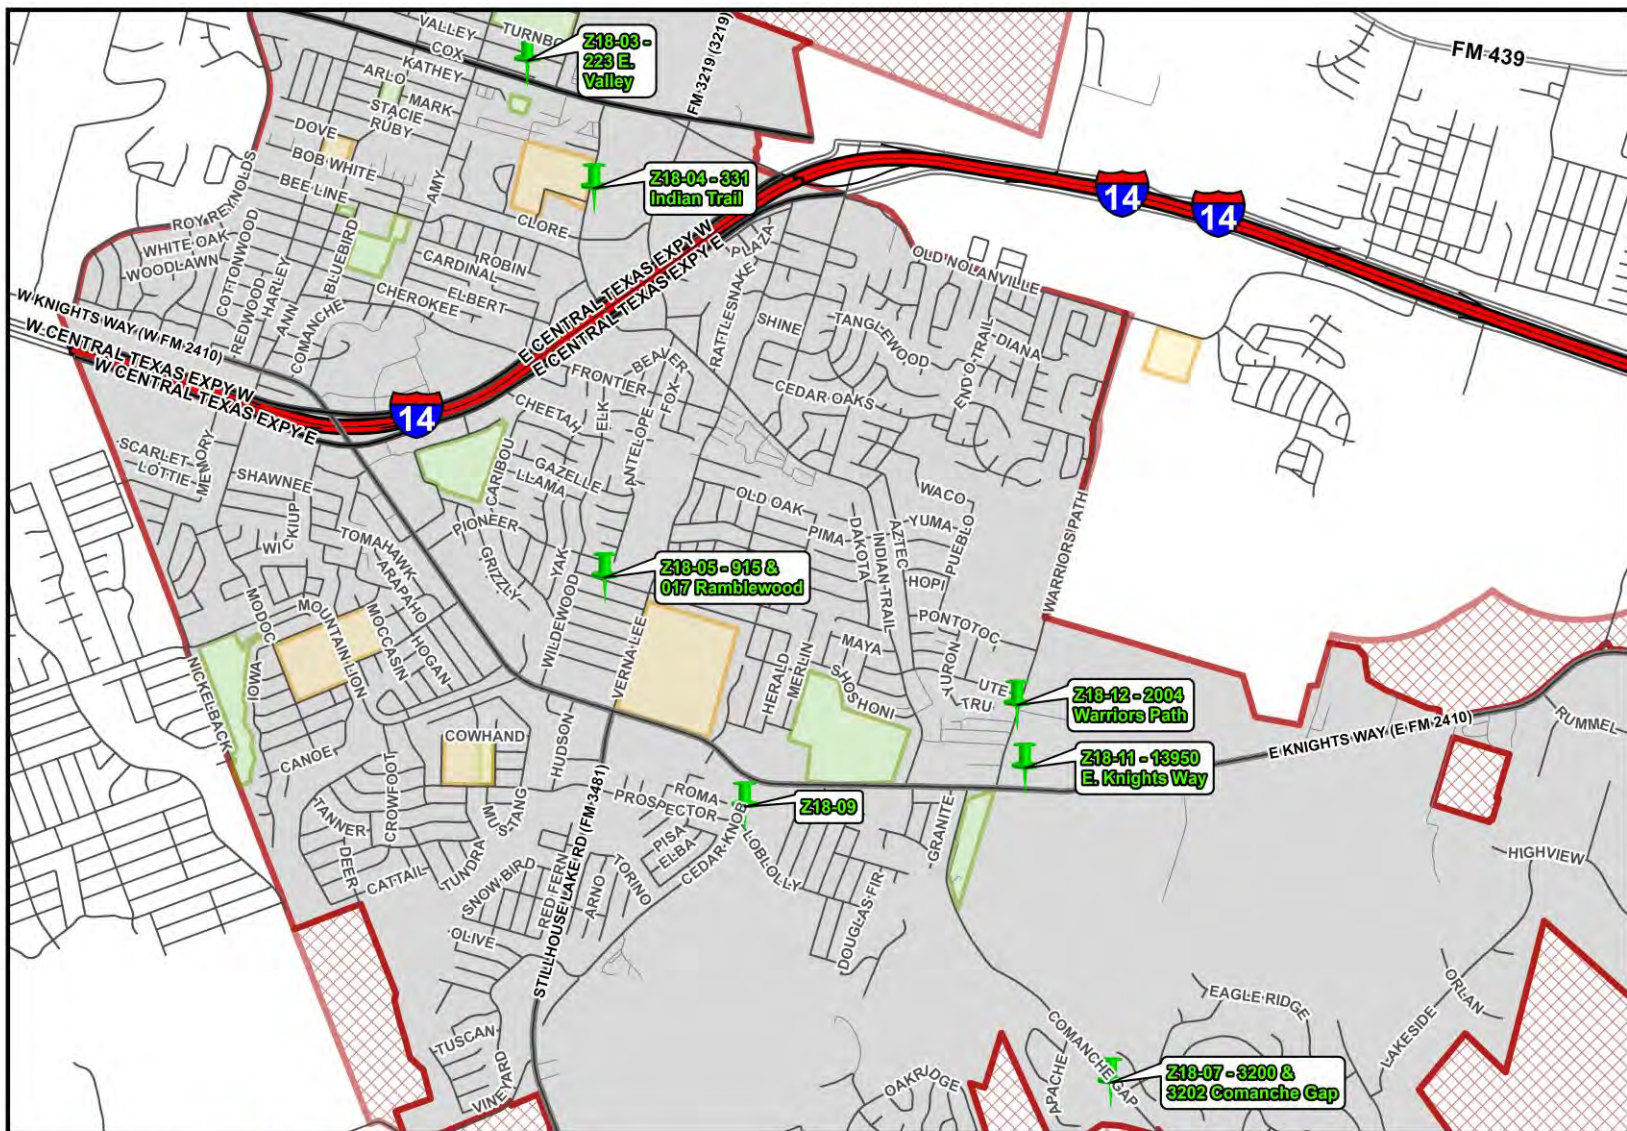 VALLEY
TURNBO
COX
KATHEY
ARLO
MARK
STACIE
RUBY
DOVE
BOB WHITE
BEE LINE
AMY
Z18-03 -
223 E.
Valley
FM 3219 (3219)
FM 439
Z18-04 - 331
Indian Trail
CLORE
ROY REYNOLDS
WHITE OAK
WOODLAWN
COTTONWOOD
REDWOOD
HARLEY
ANN
BLUEBIRD
COMANCHE
CARDINAL
ROBIN
ELBERT
CHEROKEE
E CENTRAL TEXAS EXPY W
E CENTRAL TEXAS EXPY E
PLAZA
RATTLESNAKE
14
14
OLD NOLANVILLE
W KNIGHTS WAY (W FM 2410)
W CENTRAL TEXAS EXPY W
W CENTRAL TEXAS EXPY E
14
SHINE
TANGLEWOOD
END O TRAIL
DIANA
BEAVER
FRONTIER
FOX
CHEETAH
ELK
ANTELOPE
CEDAR OAKS
SCARLET
LOTTIE
MEMORY
SHAWNEE
CARIBOU
GAZELLE
LLAMA
WICKIUP
TOMAHAWK
ARAPAHO
PIONEER
GRIZZLY
YAK
WILDEWOOD
OLD OAK
PIMA
DAKOTA
INDIAN TRAIL
AZTEC
WACO
YUMA
PUEBLO
HOPI
PONTOTOC
WARRIORS PATH
Z18-05 - 915 &
017 Ramblewood
MODOC
MOUNTAIN LION
MOCCASIN
HOGAN
IOWA
NICKELBACK
VERNA LEE
HERALD
MERLIN
MAYA
SHOSHONI
YURON
UTE
TRU
Z18-12 - 2004
Warriors Path
Z18-11 - 13950
E. Knights Way
E KNIGHTS WAY (E FM 2410)
RUMMEL
CANOE
COWHAND
CROWFOOT
HUDSON
STILLHOUSE LAKE RD (FM 3481)
PROSPECTOR
ROMA
Z18-09
GRANITE
TANNER
DEER
MUSTANG
TUNDRA
CATTAIL
SNOW BIRD
RED FERN
ARNO
TORINO
PISA
ELBA
CEDAR KNOB
LOBLOLLY
DOUGLAS FIR
HIGHVIEW
OLIVE
TUSCAN
VINEYARD
EAGLE RIDGE
ORLAN
LAKESIDE
COMANCHE GAP
APACHE
OAKRIDGE
Z18-07 - 3200 &
3202 Comanche Gap